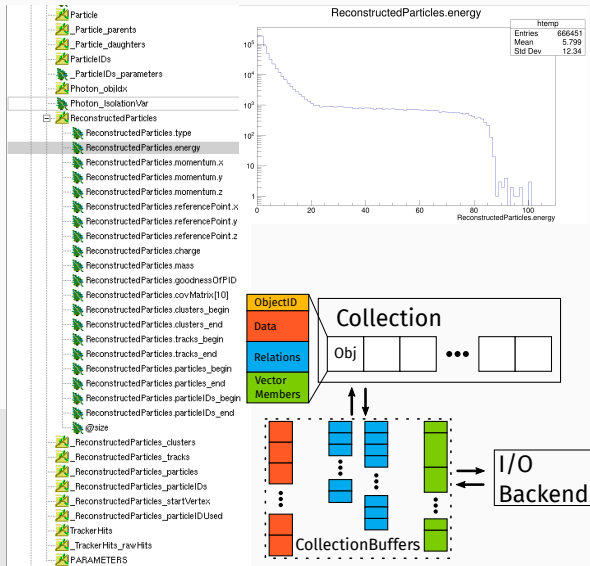 Particle
_Particle_parents
_Particle_daughters
ParticleIDs
_ParticleIDs_parameters
Photon_objIdx
Photon_IsolationVar
ReconstructedParticles
ReconstructedParticles.type
ReconstructedParticles.energy
ReconstructedParticles.momentum.x
ReconstructedParticles.momentum.y
ReconstructedParticles.momentum.z
ReconstructedParticles.referencePoint.x
ReconstructedParticles.referencePoint.y
ReconstructedParticles.referencePoint.z
ReconstructedParticles.charge
ReconstructedParticles.mass
ReconstructedParticles.goodnessOfPID
ReconstructedParticles.covMatrix[10]
ReconstructedParticles.clusters_begin
ReconstructedParticles.clusters_end
ReconstructedParticles.tracks_begin
ReconstructedParticles.tracks_end
ReconstructedParticles.particles_begin
ReconstructedParticles.particles_end
ReconstructedParticles.particleIDs_begin
ReconstructedParticles.particleIDs_end
@size
_ReconstructedParticles_clusters
_ReconstructedParticles_tracks
_ReconstructedParticles_particles
_ReconstructedParticles_particleIDs
_ReconstructedParticles_startVertex
_ReconstructedParticles_particleIDUsed
TrackerHits
_TrackerHits_rawHits
PARAMETERS
ReconstructedParticles.energy
htemp
Entries 666451
Mean 5.799
Std Dev 12.34
10^5
10^4
10^3
10^2
10
1
0 20 40 60 80 100
ReconstructedParticles.energy
ObjectID
Data
Relations
Vector
Members
Collection
Obj
CollectionBuffers
I/O
Backend